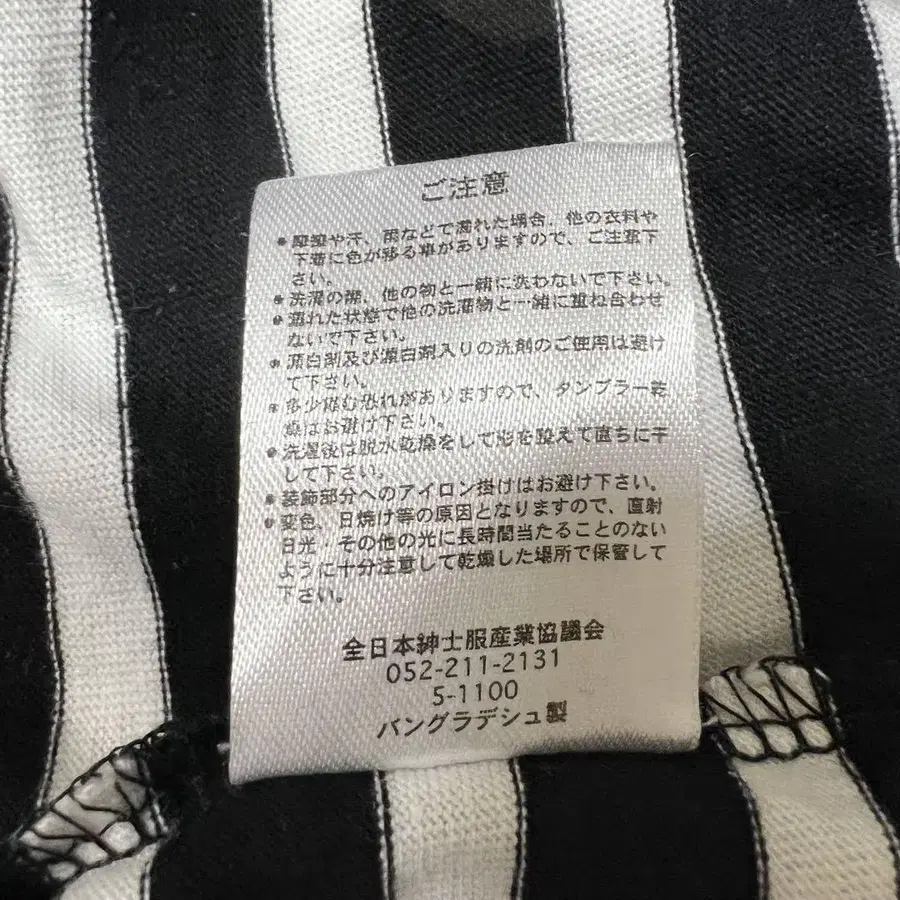 ご注意
● 摩擦や汗、雨などで濡れた場合、他の衣料や
下着に色が移る事がありますので、ご注意下
さい。
● 洗濯の際、他の物と一緒に洗わないで下さい。
● 濡れた状態で他の洗濯物と一緒に重ね合わせ
ないで下さい。
● 漂白剤及び漂白剤入りの洗剤のご使用は避け
て下さい。
● 多少縮む恐れがありますので、タンブラー乾
燥はお避け下さい。
● 洗濯後は脱水乾燥をして形を整えて直ちに干
して下さい。
● 装飾部分へのアイロン掛けはお避け下さい。
● 変色、日焼け等の原因となりますので、直射
日光・その他の光に長時間当たることのない
ように十分注意して乾燥した場所で保管して
下さい。
全日本紳士服産業協議会
052-211-2131
5-1100
バングラデシュ製